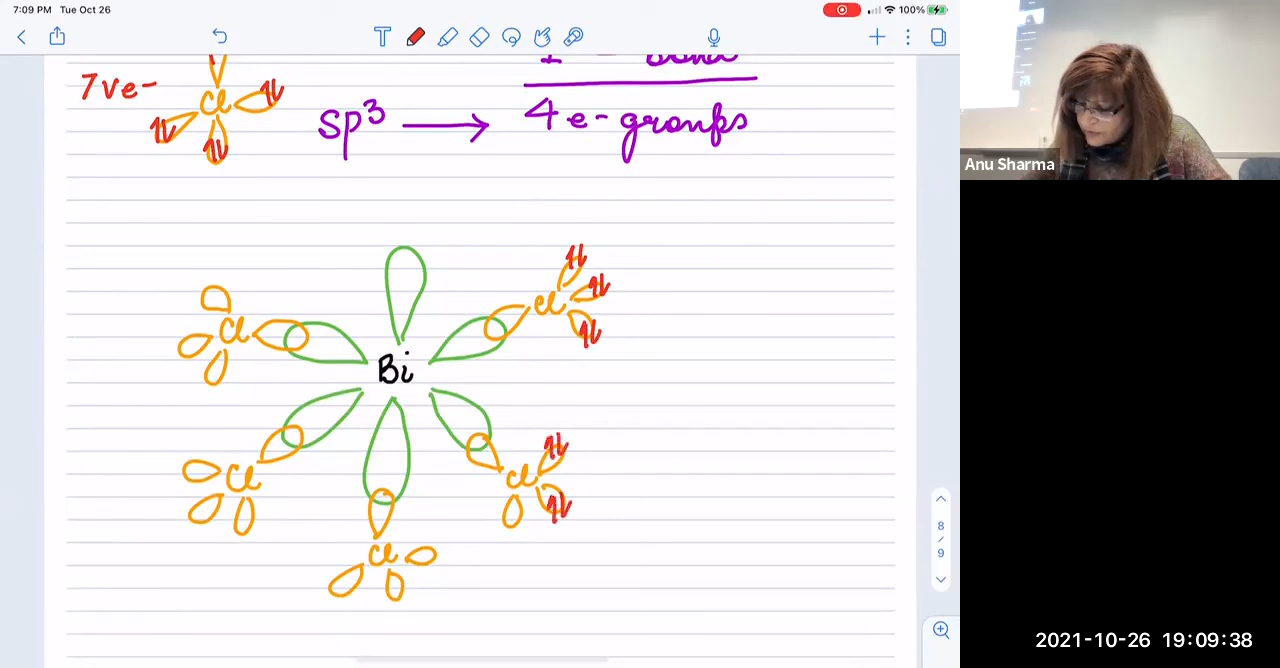 7:09 PM Tue Oct 26
100%
7ve-
Cl
sp3
4 e- groups
Cl
Cl
Bi
Cl
Cl
Cl
8
9
Anu Sharma
2021-10-26 19:09:38